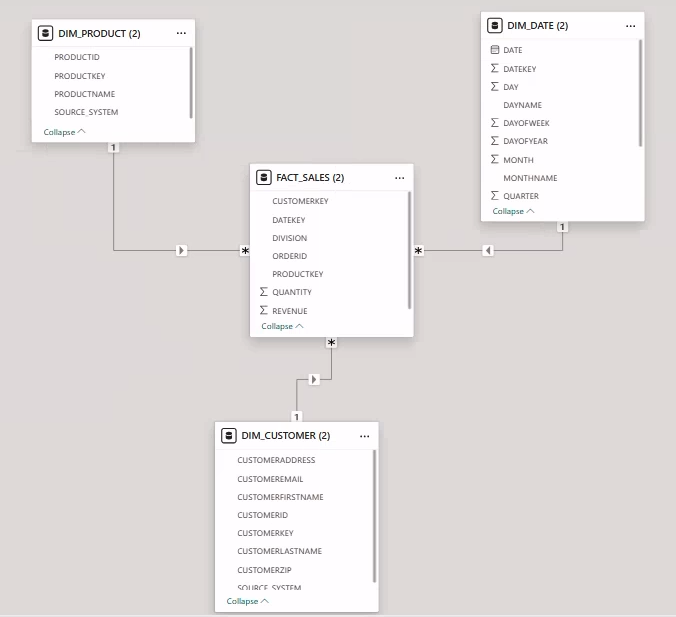 DIM_PRODUCT (2)
PRODUCTID
PRODUCTKEY
PRODUCTNAME
SOURCE_SYSTEM
Collapse
1
DIM_DATE (2)
DATE
DATEKEY
DAY
DAYNAME
DAYOFWEEK
DAYOFYEAR
MONTH
MONTHNAME
QUARTER
Collapse
1
FACT_SALES (2)
CUSTOMERKEY
DATEKEY
DIVISION
ORDERID
PRODUCTKEY
QUANTITY
REVENUE
Collapse
*
*
*
1
DIM_CUSTOMER (2)
CUSTOMERADDRESS
CUSTOMEREMAIL
CUSTOMERFIRSTNAME
CUSTOMERID
CUSTOMERKEY
CUSTOMERLASTNAME
CUSTOMERZIP
SOURCE_SYSTEM
Collapse